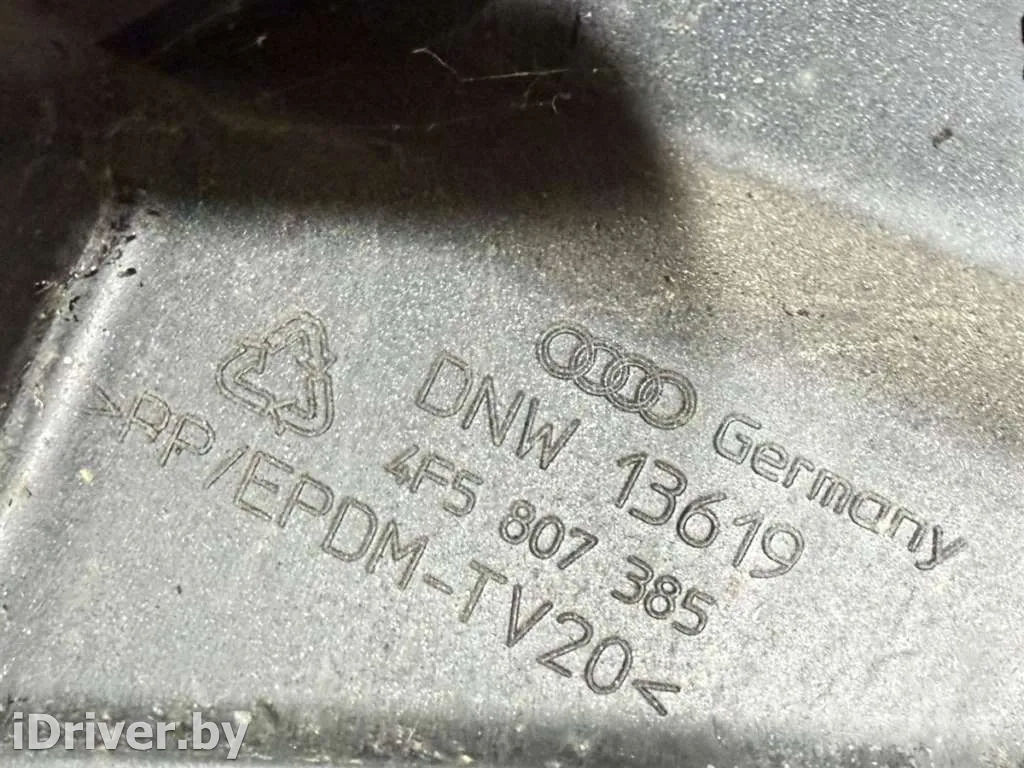 Germany
DNW 13619
4F5 807 385
>PP/EPDM-TV20<
iDriver.by